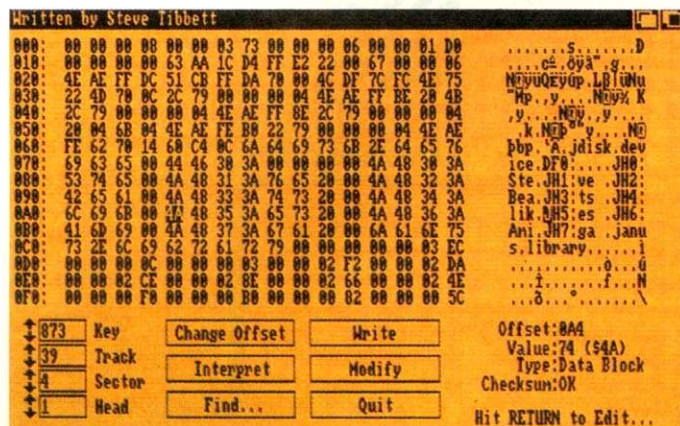 Written by Steve Tibbett
000: 00 00 00 08 00 00 03 73 00 00 00 06 00 00 01 D0 .......s.......Ð
010: 00 00 00 00 63 AA 1C D4 FF E2 22 00 67 00 00 06
020: 4E AE FF DC 51 CB FF DA 70 00 4C DF 7C FC 4E 75
030: 22 4D 70 0C 2C 79 00 00 00 04 4E AE FF BE 20 4B
040: 2C 79 00 00 00 04 4E AE FF 8E 2C 79 00 00 00 04
050: 20 04 6B 04 4E AE FE B0 22 79 00 00 00 04 4E AE
060: FE 62 70 14 60 C4 0C 6A 64 69 73 6B 2E 64 65 76 þbp.`A.jdisk.dev
070: 69 63 65 00 44 46 30 3A 00 00 00 00 4A 48 30 3A ice.DF0:....JH0:
080: 53 74 65 00 4A 48 31 3A 76 65 20 00 4A 48 32 3A Ste.JH1:ve .JH2:
090: 42 65 61 00 4A 48 33 3A 74 73 20 00 4A 48 34 3A Bea.JH3:ts .JH4:
0A0: 6C 69 6B 00 4A 48 35 3A 65 73 20 00 4A 48 36 3A lik.JH5:es .JH6:
0B0: 41 6D 69 00 4A 48 37 3A 67 61 20 00 6A 61 6E 75 Ami.JH7:ga .janu
0C0: 73 2E 6C 69 62 72 61 72 79 00 00 00 00 00 03 EC s.library......ì
0D0: 00 00 00 0C 00 00 00 03 00 00 02 F2 00 00 02 DA ...........ò...ú
0E0: 00 00 02 CE 00 00 02 8E 00 00 02 66 00 00 02 4E ...î.......f...N
0F0: 00 00 00 F0 00 00 00 B0 00 00 00 82 00 00 00 5C ...ð...°.......\
873 Key
39 Track
4 Sector
1 Head
Change Offset
Write
Interpret
Modify
Find...
Quit
Offset:0A4
Value:74 ($4A)
Type:Data Block
Checksum:OK
Hit RETURN to Edit...